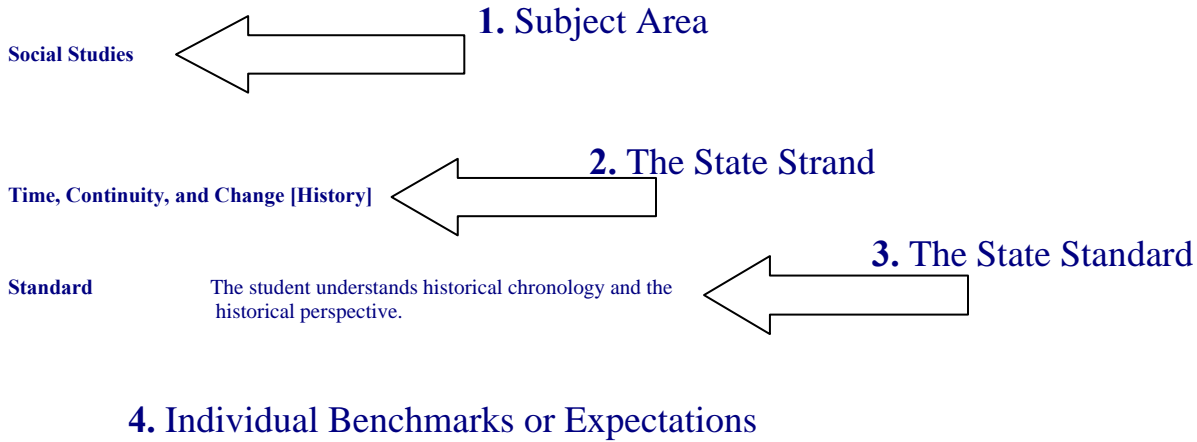 1. Subject Area
Social Studies
2. The State Strand
Time, Continuity, and Change [History]
3. The State Standard
Standard The student understands historical chronology and the
historical perspective.
4. Individual Benchmarks or Expectations